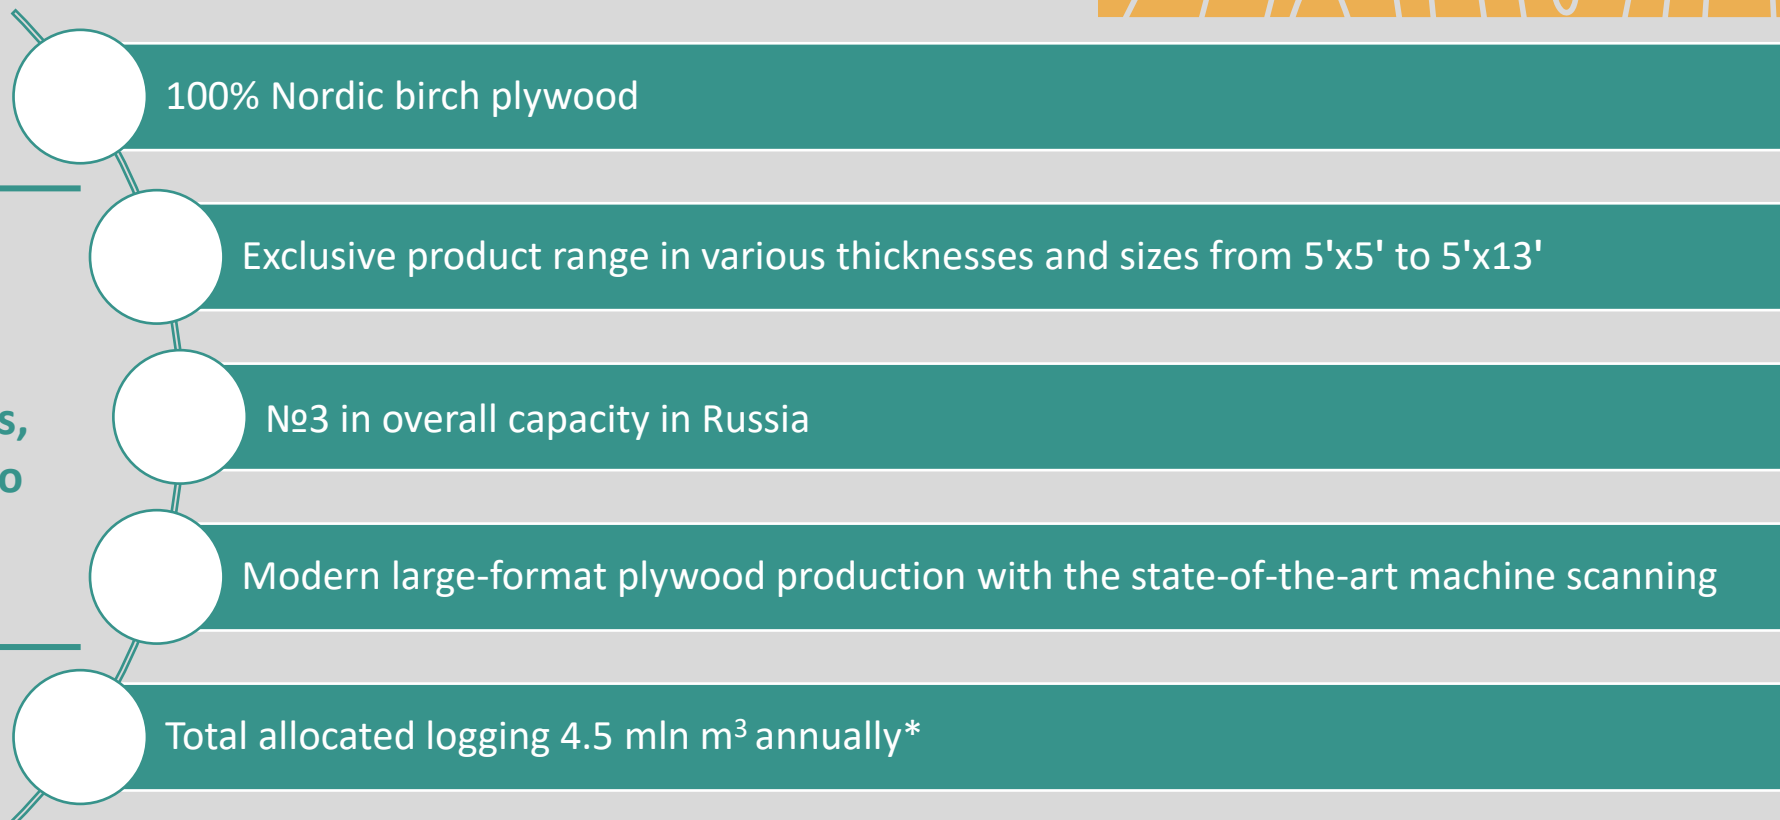 100% Nordic birch plywood
Exclusive product range in various thicknesses and sizes from 5'x5' to 5'x13'
s,
№3 in overall capacity in Russia
o
Modern large-format plywood production with the state-of-the-art machine scanning
Total allocated logging 4.5 mln m³ annually*